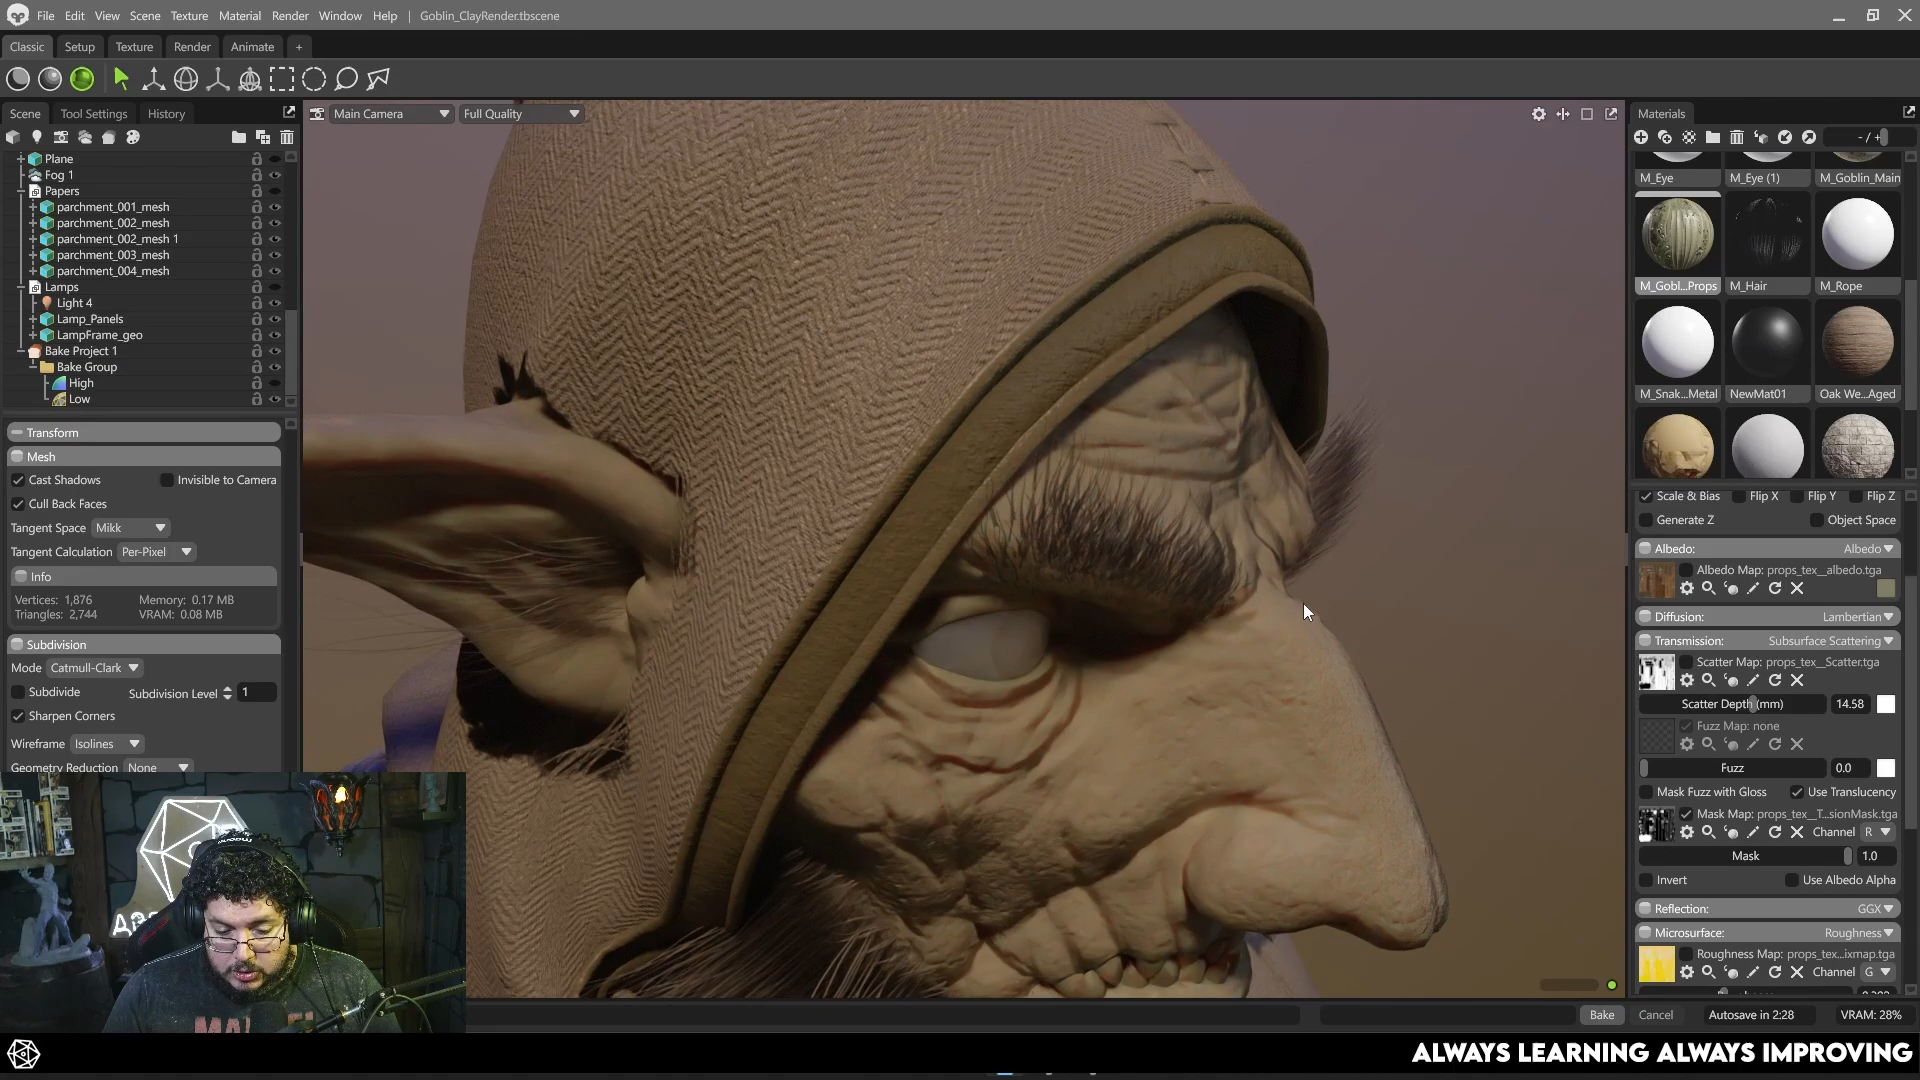 File Edit View Scene Texture Material Render Window Help | Goblin_ClayRender.tbscene
Classic Setup Texture Render Animate +
Scene Tool Settings History
Main Camera Full Quality
Materials
- / +
Plane
Fog 1
Papers
parchment_001_mesh
parchment_002_mesh
parchment_002_mesh 1
parchment_003_mesh
parchment_004_mesh
Lamps
Light 4
Lamp_Panels
LampFrame_geo
Bake Project 1
Bake Group
High
Low
Transform
Mesh
Cast Shadows Invisible to Camera
Cull Back Faces
Tangent Space Mikk
Tangent Calculation Per-Pixel
Info
Vertices: 1,876 Memory: 0.17 MB
Triangles: 2,744 VRAM: 0.08 MB
Subdivision
Mode Catmull-Clark
Subdivide Subdivision Level 1
Sharpen Corners
Wireframe Isolines
Geometry Reduction None
M_Eye M_Eye (1) M_Goblin_Main
M_Gobl...Props M_Hair M_Rope
M_Snak...Metal NewMat01 Oak We...Aged
Scale & Bias Flip X Flip Y Flip Z
Generate Z Object Space
Albedo: Albedo
Albedo Map: props_tex__albedo.tga
Diffusion: Lambertian
Transmission: Subsurface Scattering
Scatter Map: props_tex__Scatter.tga
Scatter Depth (mm) 14.58
Fuzz Map: none
Fuzz 0.0
Mask Fuzz with Gloss Use Translucency
Mask Map: props_tex__T...sionMask.tga
Channel R
Mask 1.0
Invert Use Albedo Alpha
Reflection: GGX
Microsurface: Roughness
Roughness Map: props_tex...ixmap.tga
Channel G
Bake Cancel Autosave in 2:28 VRAM: 28%
ALWAYS LEARNING ALWAYS IMPROVING